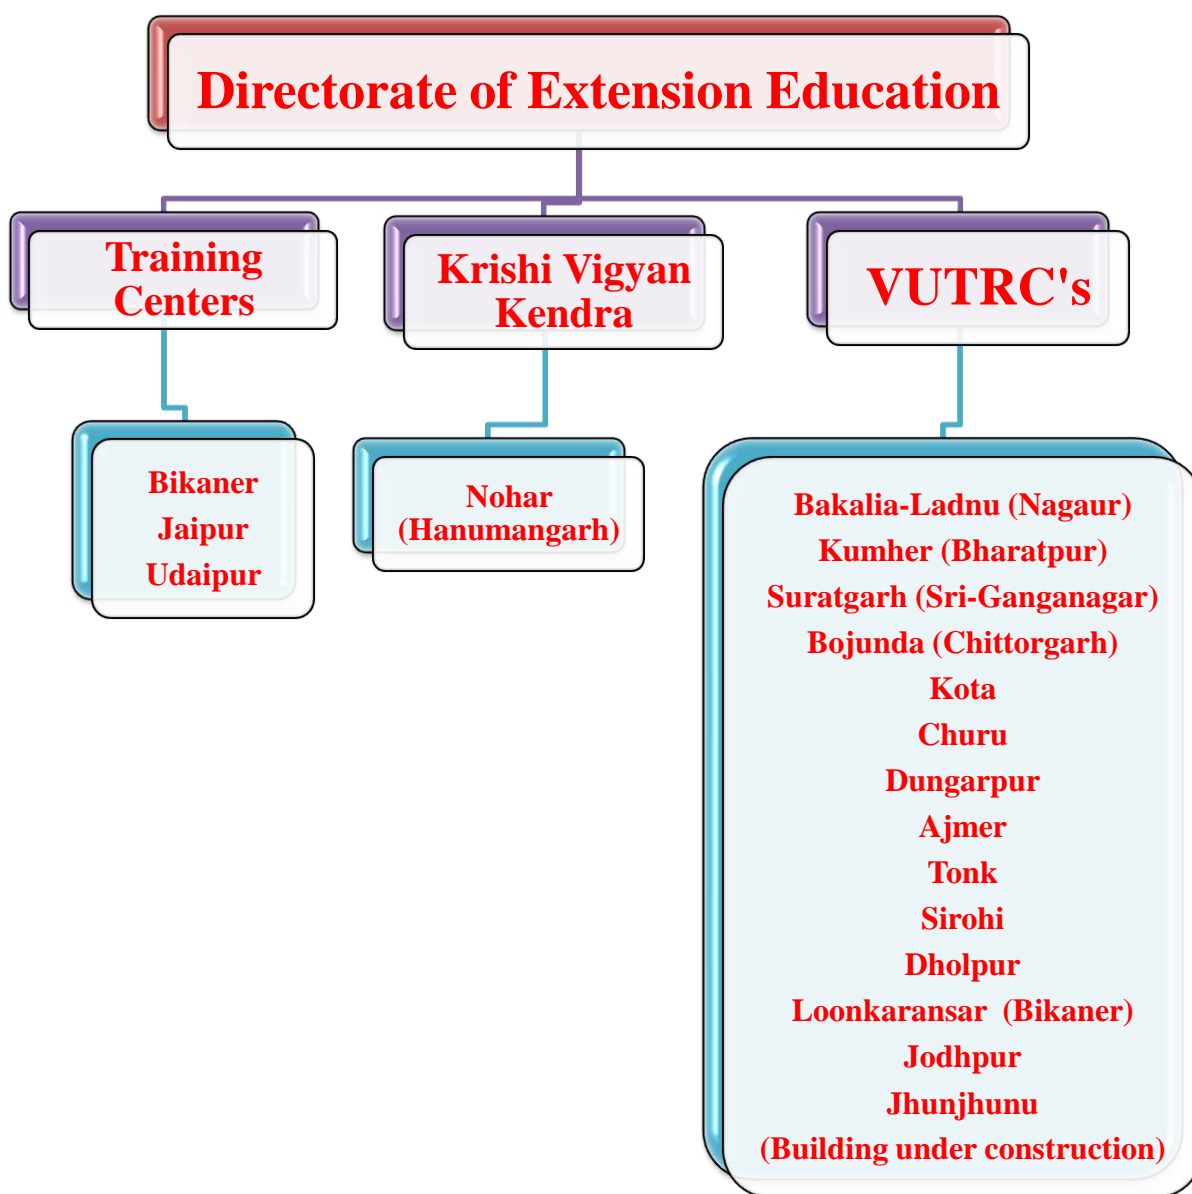 Directorate of Extension Education
Training
Centers
Krishi Vigyan
Kendra
VUTRC's
Bikaner
Jaipur
Udaipur
Nohar
(Hanumangarh)
Bakalia-Ladnu (Nagaur)
Kumher (Bharatpur)
Suratgarh (Sri-Ganganagar)
Bojunda (Chittorgarh)
Kota
Churu
Dungarpur
Ajmer
Tonk
Sirohi
Dholpur
Loonkaransar  (Bikaner)
Jodhpur
Jhunjhunu
(Building under construction)